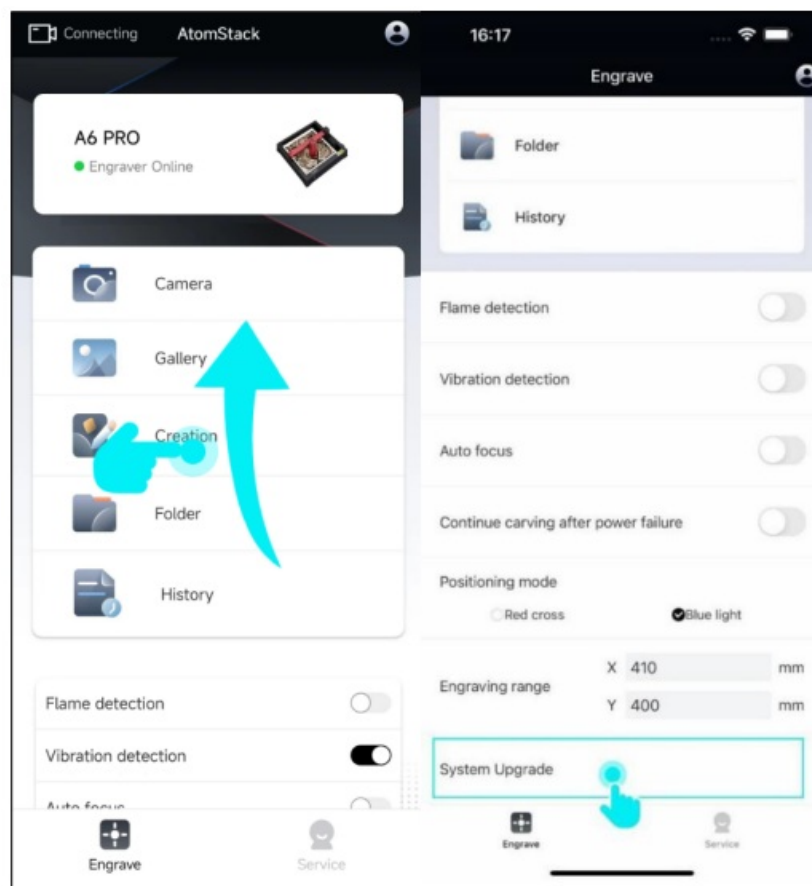 Connecting AtomStack
A6 PRO
Engraver Online
Camera
Gallery
Creation
Folder
History
Flame detection
Vibration detection
Auto focus
Engrave Service
16:17
Engrave
Folder
History
Flame detection
Vibration detection
Auto focus
Continue carving after power failure
Positioning mode
Red cross Blue light
Engraving range
X 410 mm
Y 400 mm
System Upgrade
Engrave Service